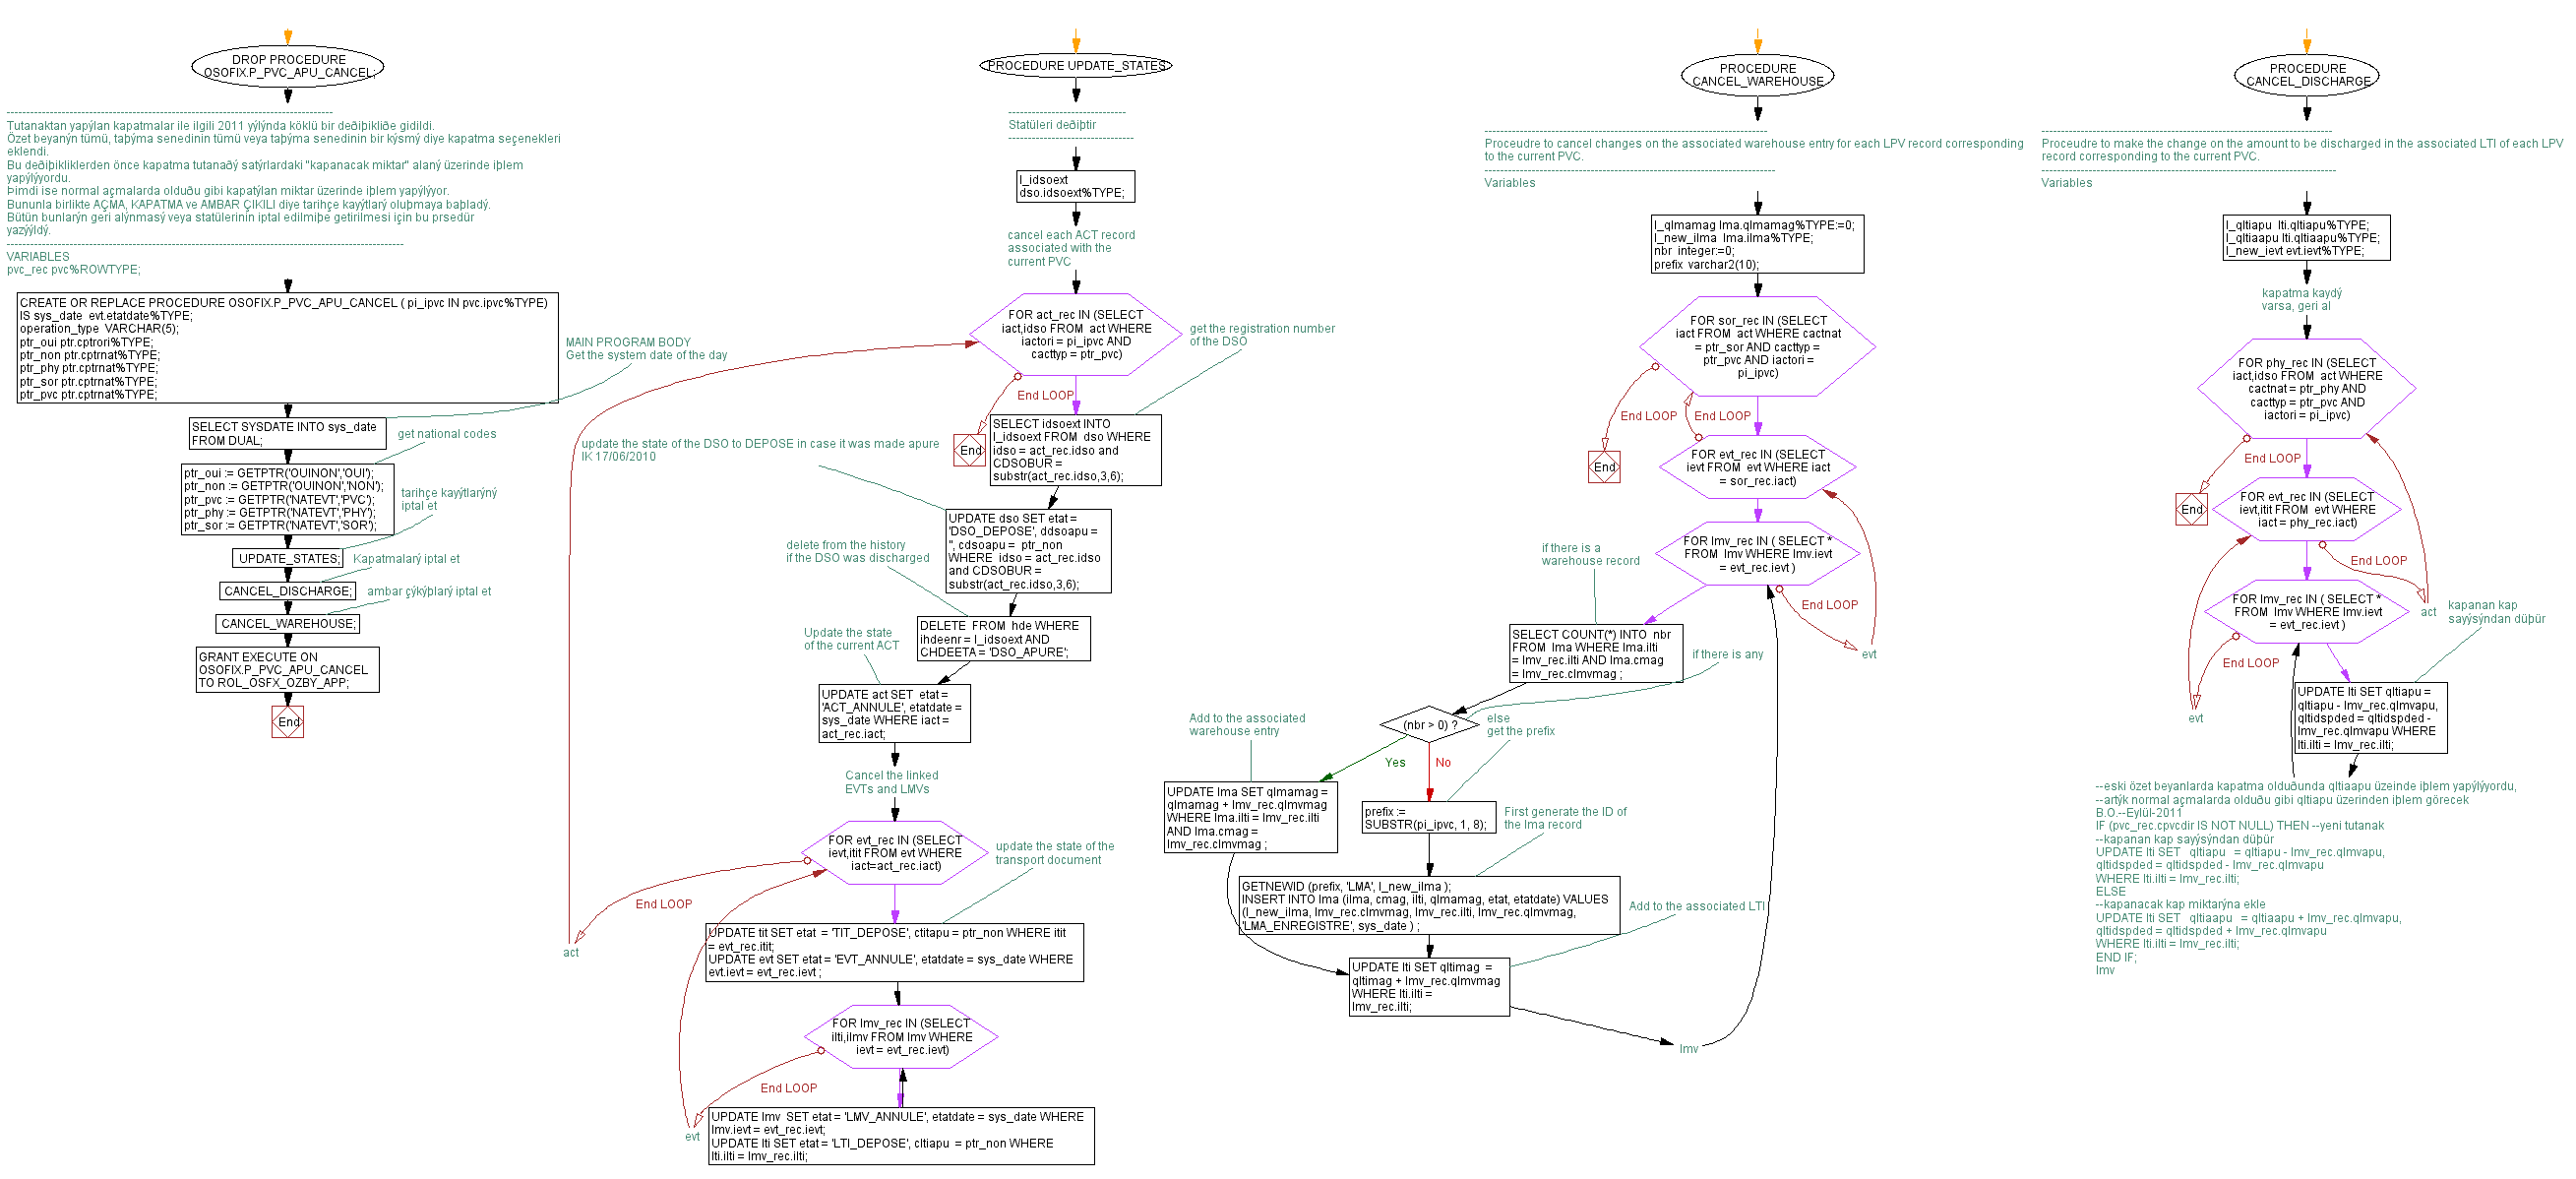 DROP PROCEDURE
OSOFIX.P_PVC_APU_CANCEL;
Tutanaktan yapýlan kapatmalar ile ilgili 2011 yýlýnda köklü bir deðiþikliðe gidildi.
Özet beyanýn tümü, taþýma senedinin tümü veya taþýma senedinin bir kýsmý diye kapatma seçenekleri
eklendi.
Bu deðiþikliklerden önce kapatma tutanaðý satýrlardaki "kapanacak miktar" alaný üzerinde iþlem
yapýlýyordu.
Þimdi ise normal açmalarda olduðu gibi kapatýlan miktar üzerinde iþlem yapýlýyor.
Bununla birlikte AÇMA, KAPATMA ve AMBAR ÇIKILI diye tarihçe kayýtlarý oluþmaya baþladý.
Bütün bunlarýn geri alýnmasý veya statülerinin iptal edilmiþe getirilmesi için bu prsedür
yazýýldý.
VARIABLES
pvc_rec pvc%ROWTYPE;
CREATE OR REPLACE PROCEDURE OSOFIX.P_PVC_APU_CANCEL ( pi_ipvc IN pvc.ipvc%TYPE)
IS sys_date evt.etatdate%TYPE;
operation_type VARCHAR(5);
ptr_oui ptr.cptrori%TYPE;
ptr_non ptr.cptrnat%TYPE;
ptr_phy ptr.cptrnat%TYPE;
ptr_sor ptr.cptrnat%TYPE;
ptr_pvc ptr.cptrnat%TYPE;
MAIN PROGRAM BODY
Get the system date of the day
SELECT SYSDATE INTO sys_date
FROM DUAL;
get national codes
ptr_oui := GETPTR('OUINON','OUI');
ptr_non := GETPTR('OUINON','NON');
ptr_pvc := GETPTR('NATEVT','PVC');
ptr_phy := GETPTR('NATEVT','PHY');
ptr_sor := GETPTR('NATEVT','SOR');
tarihçe kayýtlarýný
iptal et
UPDATE_STATES;
Kapatmalarý iptal et
CANCEL_DISCHARGE;
ambar çýkýþlarý iptal et
CANCEL_WAREHOUSE;
GRANT EXECUTE ON
OSOFIX.P_PVC_APU_CANCEL
TO ROL_OSFX_OZBY_APP;
End
PROCEDURE UPDATE_STATES
Statüleri deðiþtir
l_idsoext
dso.idsoext%TYPE;
cancel each ACT record
associated with the
current PVC
FOR act_rec IN (SELECT
iact,idso FROM act WHERE
iactori = pi_ipvc AND
cacttyp = ptr_pvc)
get the registration number
of the DSO
End LOOP
End
SELECT idsoext INTO
l_idsoext FROM dso WHERE
idso = act_rec.idso and
CDSOBUR =
substr(act_rec.idso,3,6);
update the state of the DSO to DEPOSE in case it was made apure
IK 17/06/2010
UPDATE dso SET etat =
'DSO_DEPOSE', ddsoapu =
'', cdsoapu = ptr_non
WHERE idso = act_rec.idso
and CDSOBUR =
substr(act_rec.idso,3,6);
delete from the history
if the DSO was discharged
DELETE FROM hde WHERE
ihdeenr = l_idsoext AND
CHDEETA = 'DSO_APURE';
Update the state
of the current ACT
UPDATE act SET etat =
'ACT_ANNULE', etatdate =
sys_date WHERE iact =
act_rec.iact;
Cancel the linked
EVTs and LMVs
FOR evt_rec IN (SELECT
ievt,itit FROM evt WHERE
iact=act_rec.iact)
update the state of the
transport document
End LOOP
act
UPDATE tit SET etat = 'TIT_DEPOSE', ctitapu = ptr_non WHERE itit
= evt_rec.itit;
UPDATE evt SET etat = 'EVT_ANNULE', etatdate = sys_date WHERE
evt.ievt = evt_rec.ievt ;
FOR lmv_rec IN (SELECT
ilti,ilmv FROM lmv WHERE
ievt = evt_rec.ievt)
End LOOP
evt
UPDATE lmv SET etat = 'LMV_ANNULE', etatdate = sys_date WHERE
lmv.ievt = evt_rec.ievt;
UPDATE lti SET etat = 'LTI_DEPOSE', cltiapu = ptr_non WHERE
lti.ilti = lmv_rec.ilti;
PROCEDURE
CANCEL_WAREHOUSE
Proceudre to cancel changes on the associated warehouse entry for each LPV record corresponding
to the current PVC.
Variables
l_qlmamag lma.qlmamag%TYPE:=0;
l_new_ilma lma.ilma%TYPE;
nbr integer:=0;
prefix varchar2(10);
FOR sor_rec IN (SELECT
iact FROM act WHERE cactnat
= ptr_sor AND cacttyp =
ptr_pvc AND iactori =
pi_ipvc)
End LOOP
End LOOP
End
FOR evt_rec IN (SELECT
ievt FROM evt WHERE iact
= sor_rec.iact)
FOR lmv_rec IN ( SELECT *
FROM lmv WHERE lmv.ievt
= evt_rec.ievt )
if there is a
warehouse record
End LOOP
evt
SELECT COUNT(*) INTO nbr
FROM lma WHERE lma.ilti
= lmv_rec.ilti AND lma.cmag
= lmv_rec.clmvmag ;
if there is any
(nbr > 0) ?
else
get the prefix
Add to the associated
warehouse entry
Yes
No
UPDATE lma SET qlmamag =
qlmamag + lmv_rec.qlmvmag
WHERE lma.ilti = lmv_rec.ilti
AND lma.cmag =
lmv_rec.clmvmag ;
prefix :=
SUBSTR(pi_ipvc, 1, 8);
First generate the ID of
the lma record
GETNEWID (prefix, 'LMA', l_new_ilma );
INSERT INTO lma (ilma, cmag, ilti, qlmamag, etat, etatdate) VALUES
(l_new_ilma, lmv_rec.clmvmag, lmv_rec.ilti, lmv_rec.qlmvmag,
'LMA_ENREGISTRE', sys_date ) ;
Add to the associated LTI
UPDATE lti SET qltimag =
qltimag + lmv_rec.qlmvmag
WHERE lti.ilti =
lmv_rec.ilti;
lmv
PROCEDURE
CANCEL_DISCHARGE
Proceudre to make the change on the amount to be discharged in the associated LTI of each LPV
record corresponding to the current PVC.
Variables
l_qltiapu lti.qltiapu%TYPE;
l_qltiaapu lti.qltiaapu%TYPE;
l_new_ievt evt.ievt%TYPE;
kapatma kaydý
varsa, geri al
FOR phy_rec IN (SELECT
iact,idso FROM act WHERE
cactnat = ptr_phy AND
cacttyp = ptr_pvc AND
iactori = pi_ipvc)
End LOOP
End
FOR evt_rec IN (SELECT
ievt,itit FROM evt WHERE
iact = phy_rec.iact)
End LOOP
act
FOR lmv_rec IN ( SELECT *
FROM lmv WHERE lmv.ievt
= evt_rec.ievt )
kapanan kap
sayýsýndan düþür
End LOOP
evt
UPDATE lti SET qltiapu =
qltiapu - lmv_rec.qlmvapu,
qltidspded = qltidspded -
lmv_rec.qlmvapu WHERE
lti.ilti = lmv_rec.ilti;
--eski özet beyanlarda kapatma olduðunda qltiaapu üzeinde iþlem yapýlýyordu,
--artýk normal açmalarda olduðu gibi qltiapu üzerinden iþlem görecek
B.O.--Eylül-2011
IF (pvc_rec.cpvcdir IS NOT NULL) THEN --yeni tutanak
--kapanan kap sayýsýndan düþür
UPDATE lti SET qltiapu = qltiapu - lmv_rec.qlmvapu,
qltidspded = qltidspded - lmv_rec.qlmvapu
WHERE lti.ilti = lmv_rec.ilti;
ELSE
--kapanacak kap miktarýna ekle
UPDATE lti SET qltiaapu = qltiaapu + lmv_rec.qlmvapu,
qltidspded = qltidspded + lmv_rec.qlmvapu
WHERE lti.ilti = lmv_rec.ilti;
END IF;
lmv